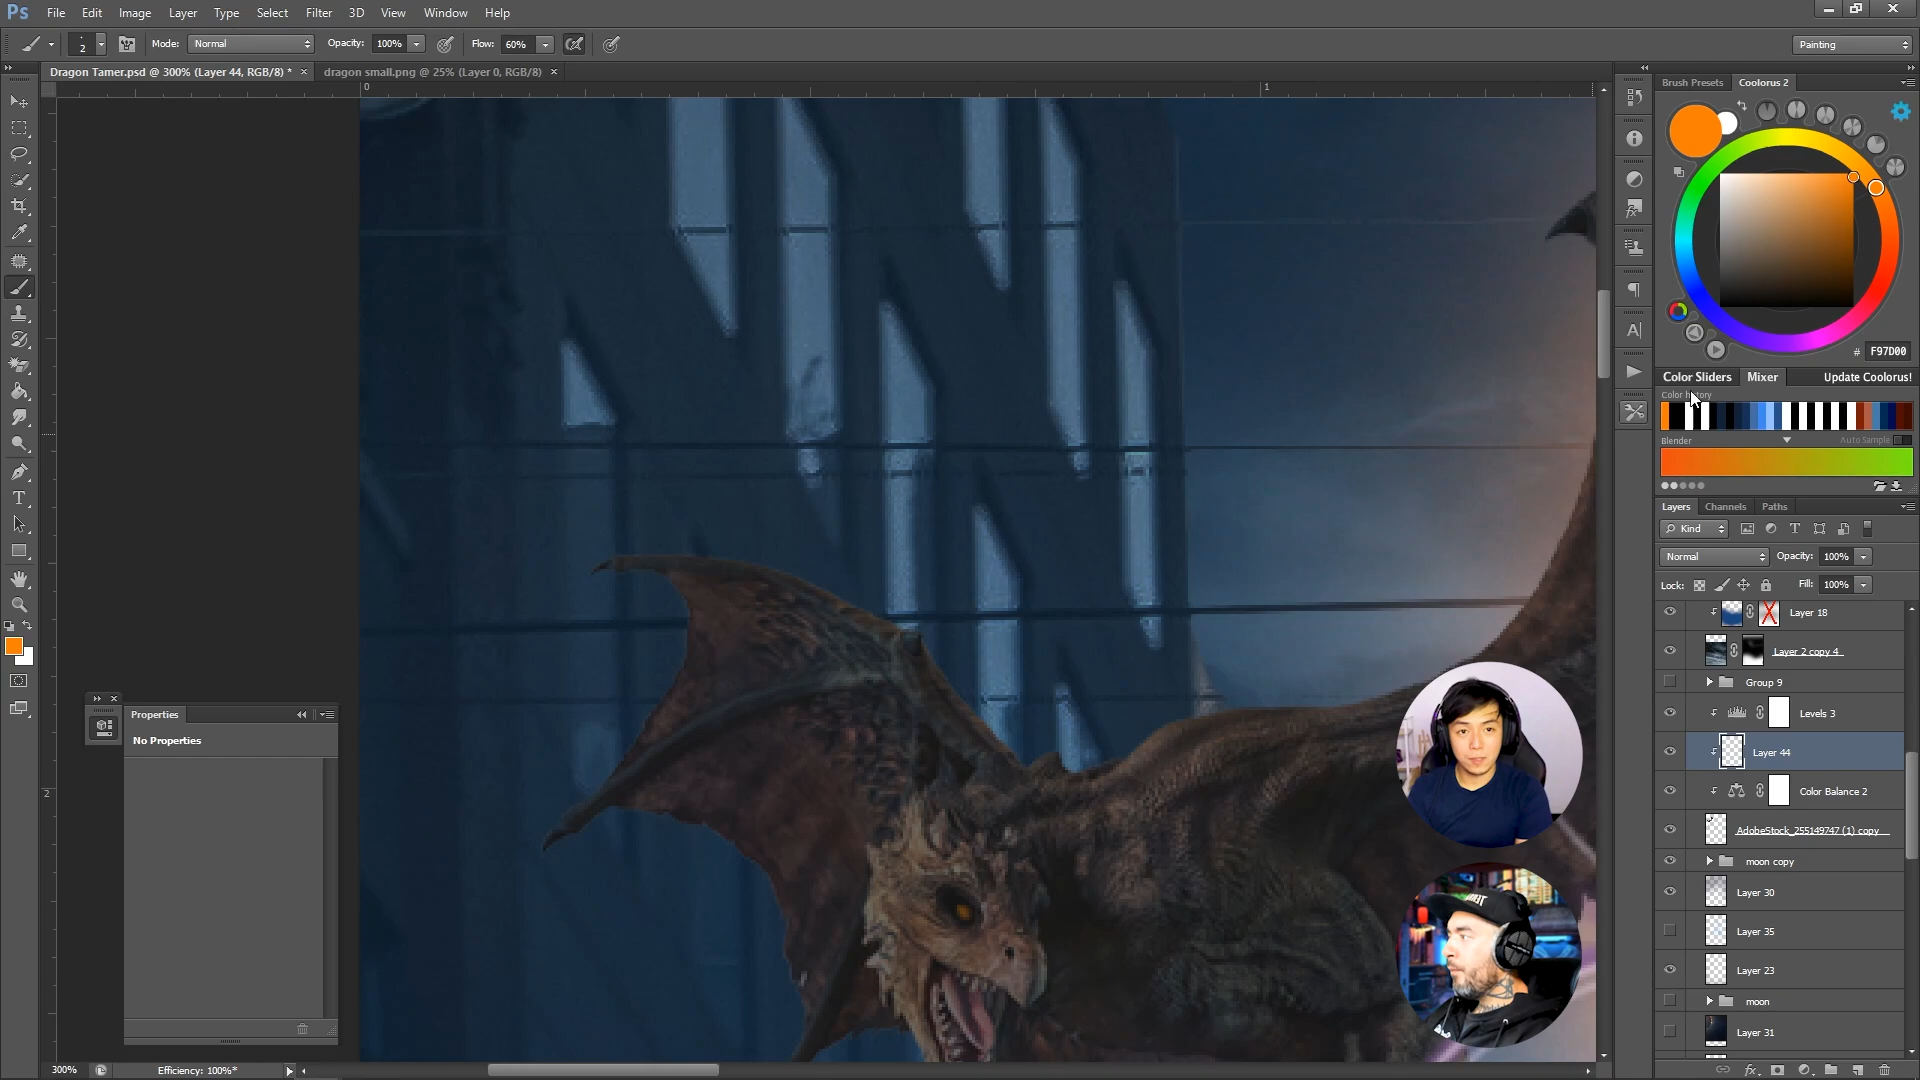 Ps File Edit Image Layer Type Select Filter 3D View Window Help
2 Mode: Normal Opacity: 100% Flow: 60% Painting
Dragon Tamer.psd @ 300% (Layer 44, RGB/8) * × dragon small.png @ 25% (Layer 0, RGB/8) ×
Brush Presets Coolorus 2
0 1
# F97D00
Color Sliders Mixer Update Coolorus!
Color history
Blender Auto Sample
Layers Channels Paths
Kind
Normal Opacity: 100%
Lock: Fill: 100%
Layer 18
Layer 2 copy 4
Group 9
Levels 3
Layer 44
Color Balance 2
AdobeStock_255149747 (1) copy
moon copy
Layer 30
Layer 35
Layer 23
moon
Layer 31
Properties
No Properties
2
300% Efficiency: 100%*